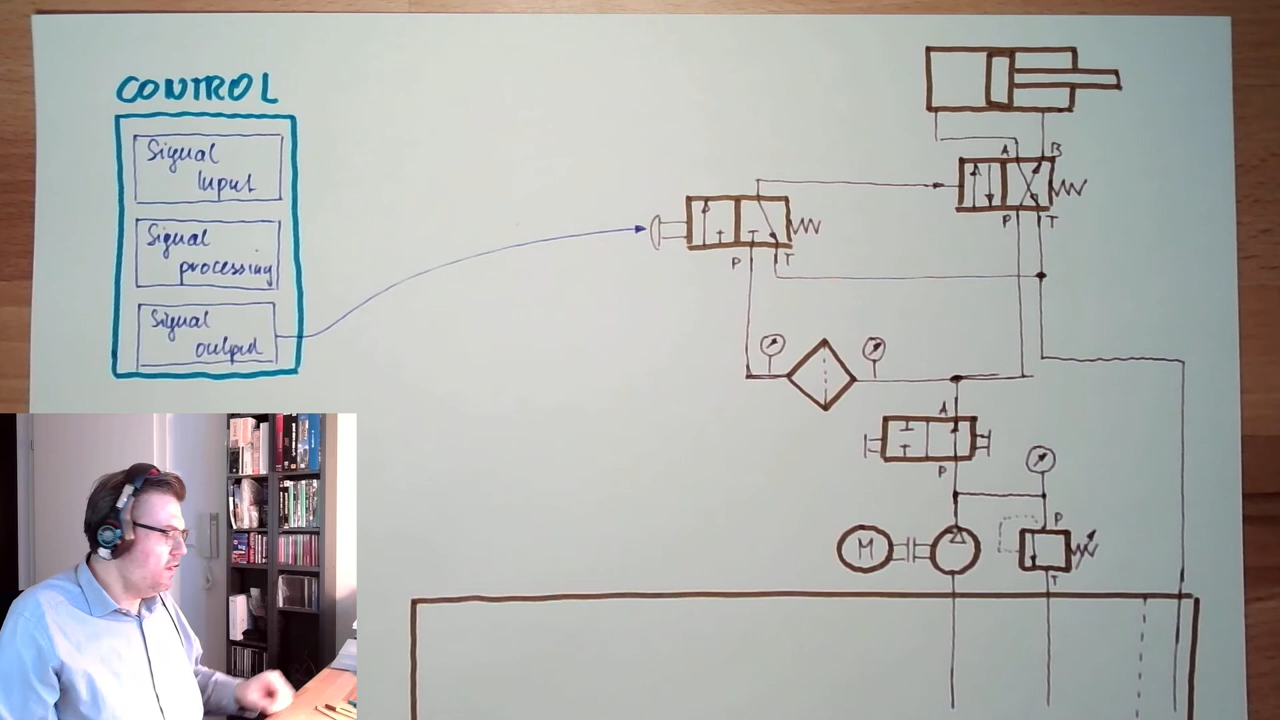 CONTROL
Signal
Input
Signal
processing
Signal
output
A B
P T
P T
A
P
M
P
T